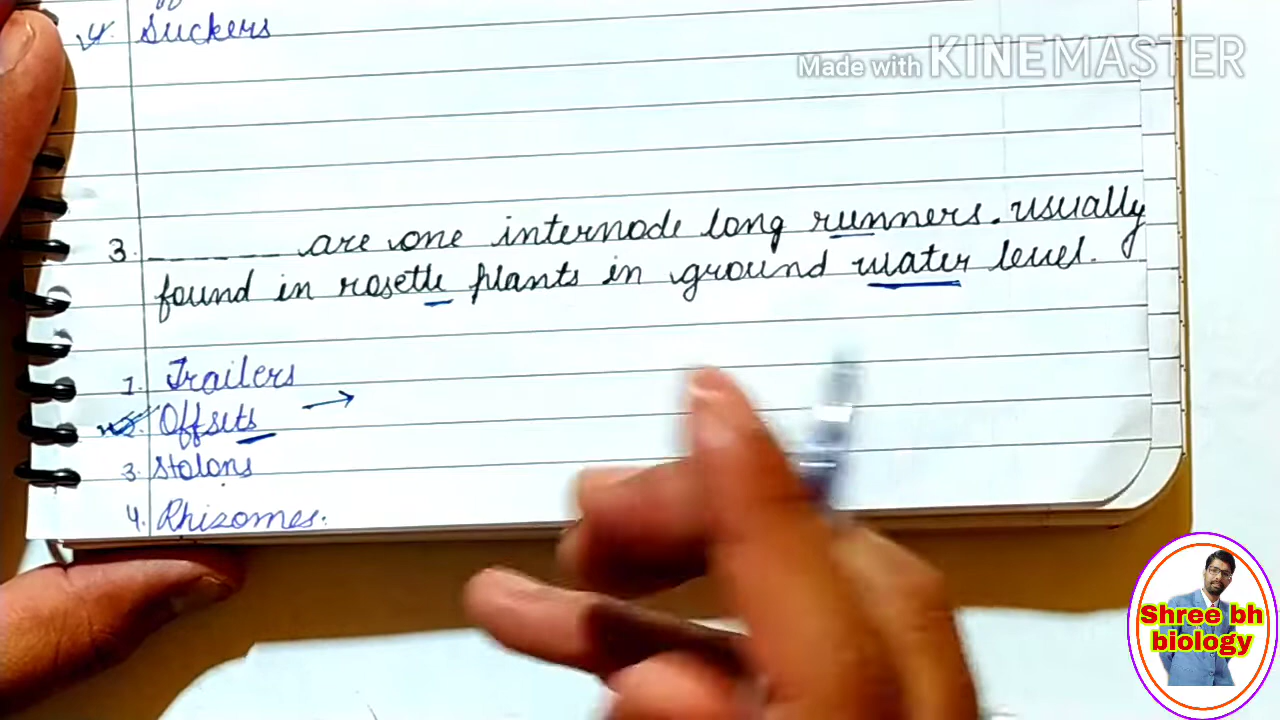 4. Suckers
Made with KINEMASTER
3. ______ are one internode long runners. usually
found in rosette plants in ground water level.
1. Trailers
2. Offsets →
3. Stolons
4. Rhizomes.
Shree bh
biology